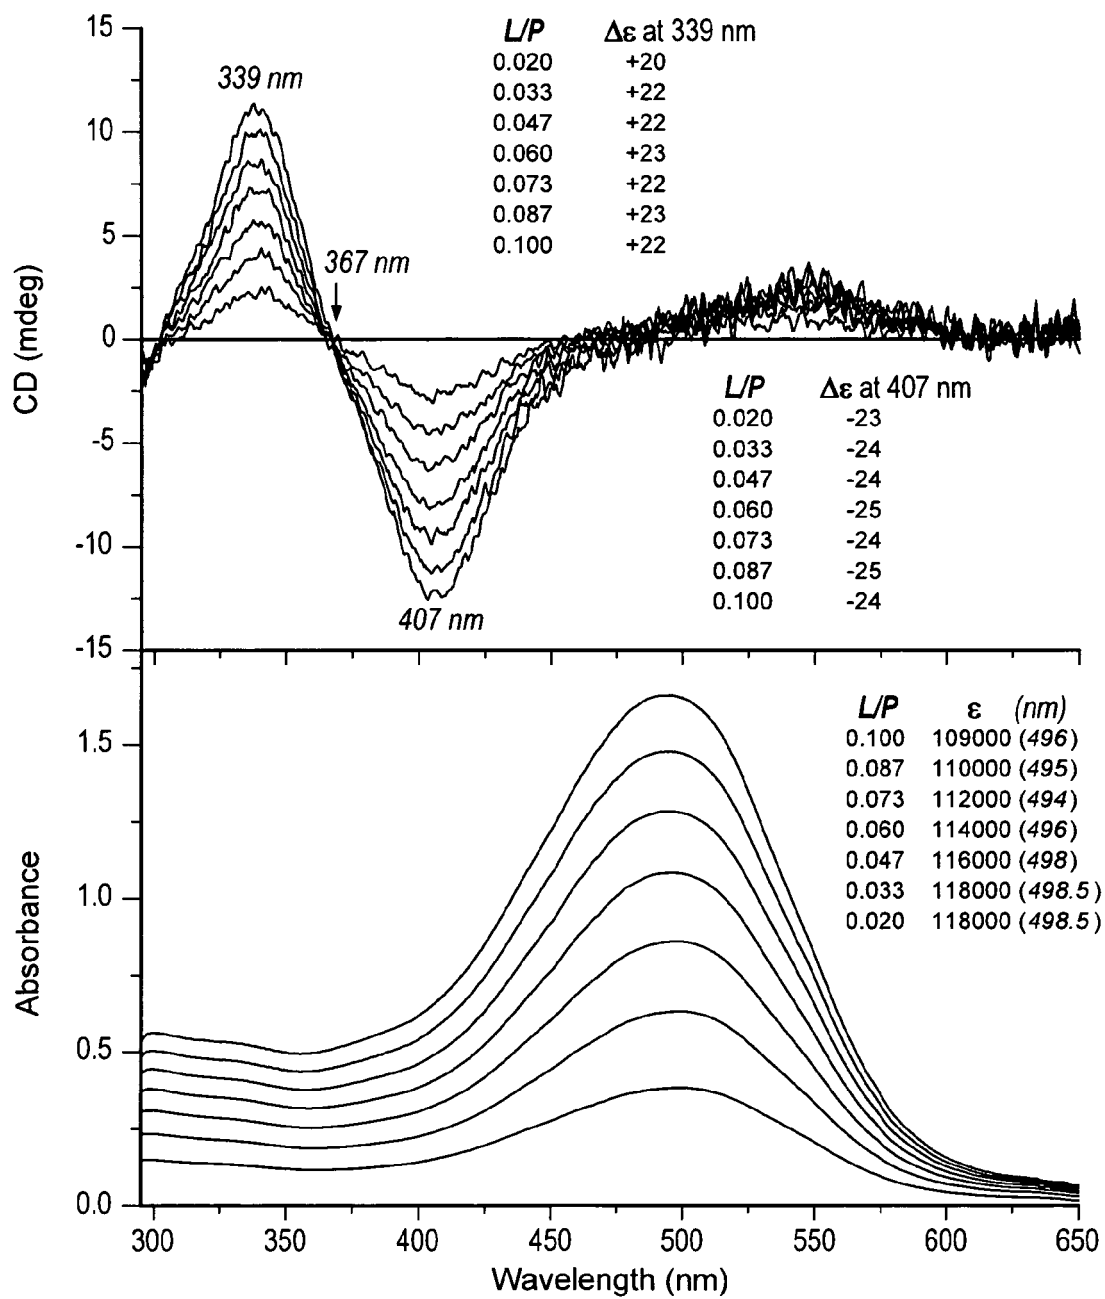 L/P Δε at 339 nm
0.020 +20
0.033 +22
0.047 +22
0.060 +23
0.073 +22
0.087 +23
0.100 +22
339 nm
367 nm
15
10
5
0
-5
-10
-15
CD (mdeg)
L/P Δε at 407 nm
0.020 -23
0.033 -24
0.047 -24
0.060 -25
0.073 -24
0.087 -25
0.100 -24
407 nm
L/P ε (nm)
0.100 109000 (496)
0.087 110000 (495)
0.073 112000 (494)
0.060 114000 (496)
0.047 116000 (498)
0.033 118000 (498.5)
0.020 118000 (498.5)
1.5
1.0
0.5
0.0
Absorbance
300 350 400 450 500 550 600 650
Wavelength (nm)